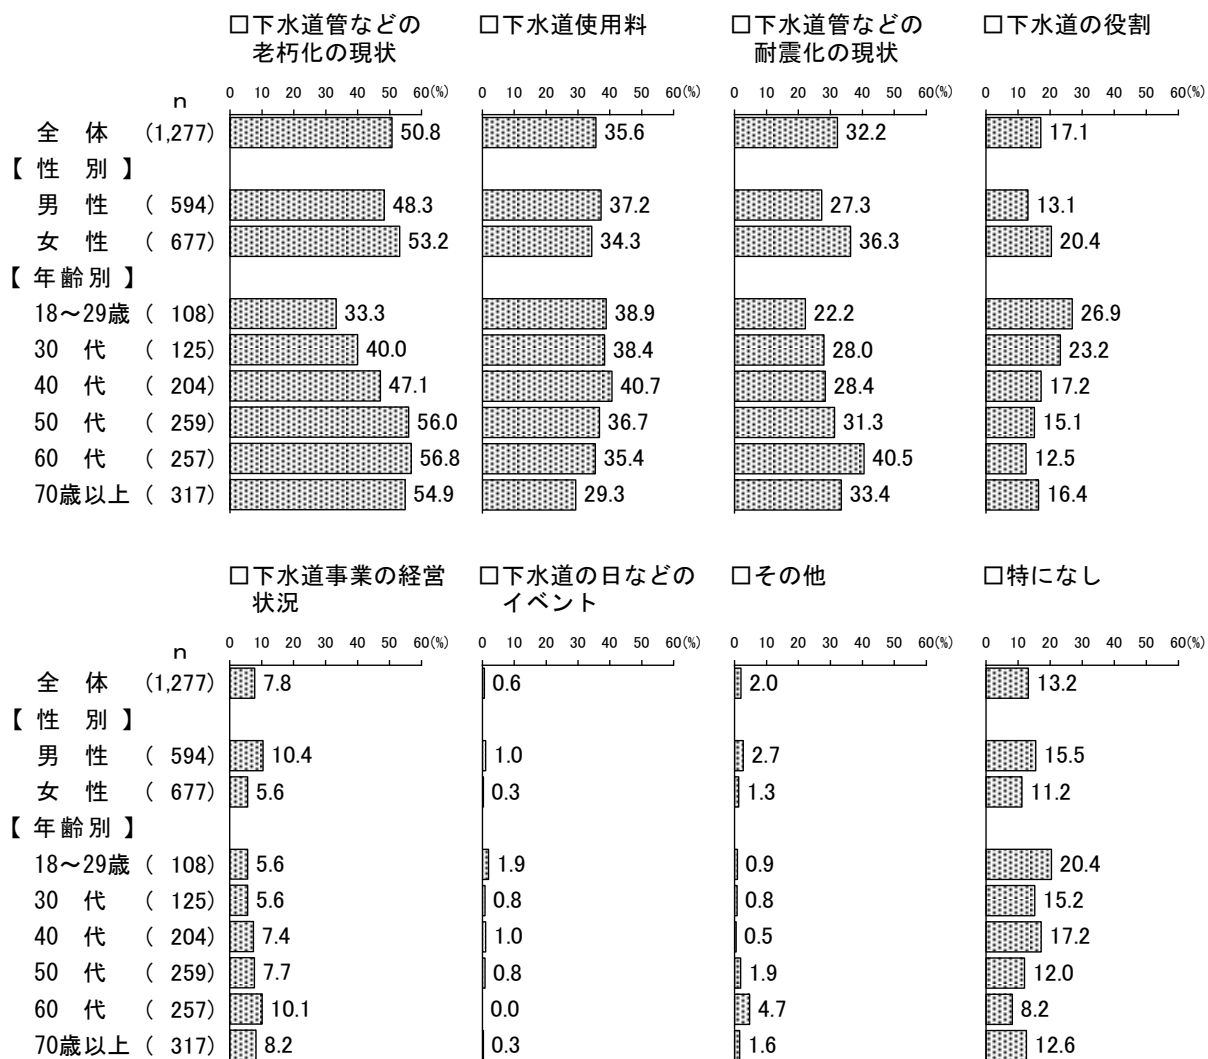 □下水道管などの □下水道使用料 □下水道管などの □下水道の役割
老朽化の現状 耐震化の現状
n 0 10 20 30 40 50 60(%) 0 10 20 30 40 50 60(%) 0 10 20 30 40 50 60(%) 0 10 20 30 40 50 60(%)
全 体 (1,277) 50.8 35.6 32.2 17.1
【 性 別 】
男 性 ( 594) 48.3 37.2 27.3 13.1
女 性 ( 677) 53.2 34.3 36.3 20.4
【 年齢別 】
18～29歳 ( 108) 33.3 38.9 22.2 26.9
30 代 ( 125) 40.0 38.4 28.0 23.2
40 代 ( 204) 47.1 40.7 28.4 17.2
50 代 ( 259) 56.0 36.7 31.3 15.1
60 代 ( 257) 56.8 35.4 40.5 12.5
70歳以上 ( 317) 54.9 29.3 33.4 16.4
□下水道事業の経営 □下水道の日などの □その他 □特になし
状況 イベント
n 0 10 20 30 40 50 60(%) 0 10 20 30 40 50 60(%) 0 10 20 30 40 50 60(%) 0 10 20 30 40 50 60(%)
全 体 (1,277) 7.8 0.6 2.0 13.2
【 性 別 】
男 性 ( 594) 10.4 1.0 2.7 15.5
女 性 ( 677) 5.6 0.3 1.3 11.2
【 年齢別 】
18～29歳 ( 108) 5.6 1.9 0.9 20.4
30 代 ( 125) 5.6 0.8 0.8 15.2
40 代 ( 204) 7.4 1.0 0.5 17.2
50 代 ( 259) 7.7 0.8 1.9 12.0
60 代 ( 257) 10.1 0.0 4.7 8.2
70歳以上 ( 317) 8.2 0.3 1.6 12.6